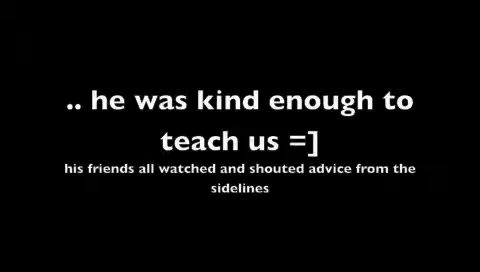 .. he was kind enough to
teach us =]
his friends all watched and shouted advice from the
sidelines